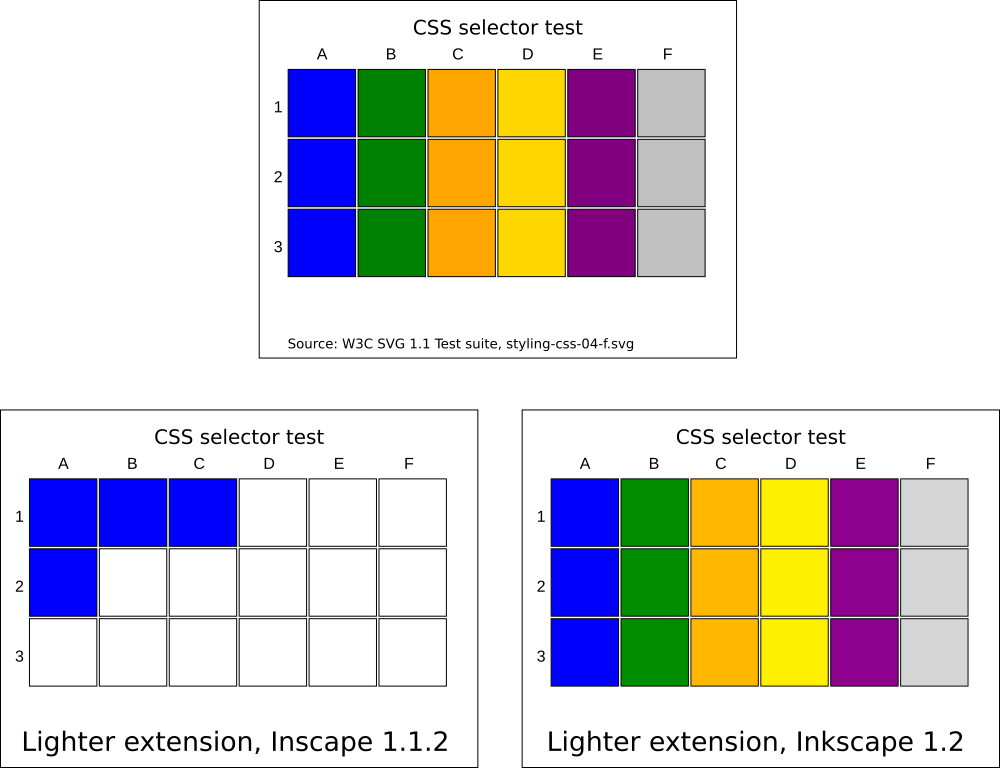 CSS selector test
A B C D E F
1
2
3
Source: W3C SVG 1.1 Test suite, styling-css-04-f.svg
CSS selector test
A B C D E F
1
2
3
Lighter extension, Inscape 1.1.2
CSS selector test
A B C D E F
1
2
3
Lighter extension, Inkscape 1.2